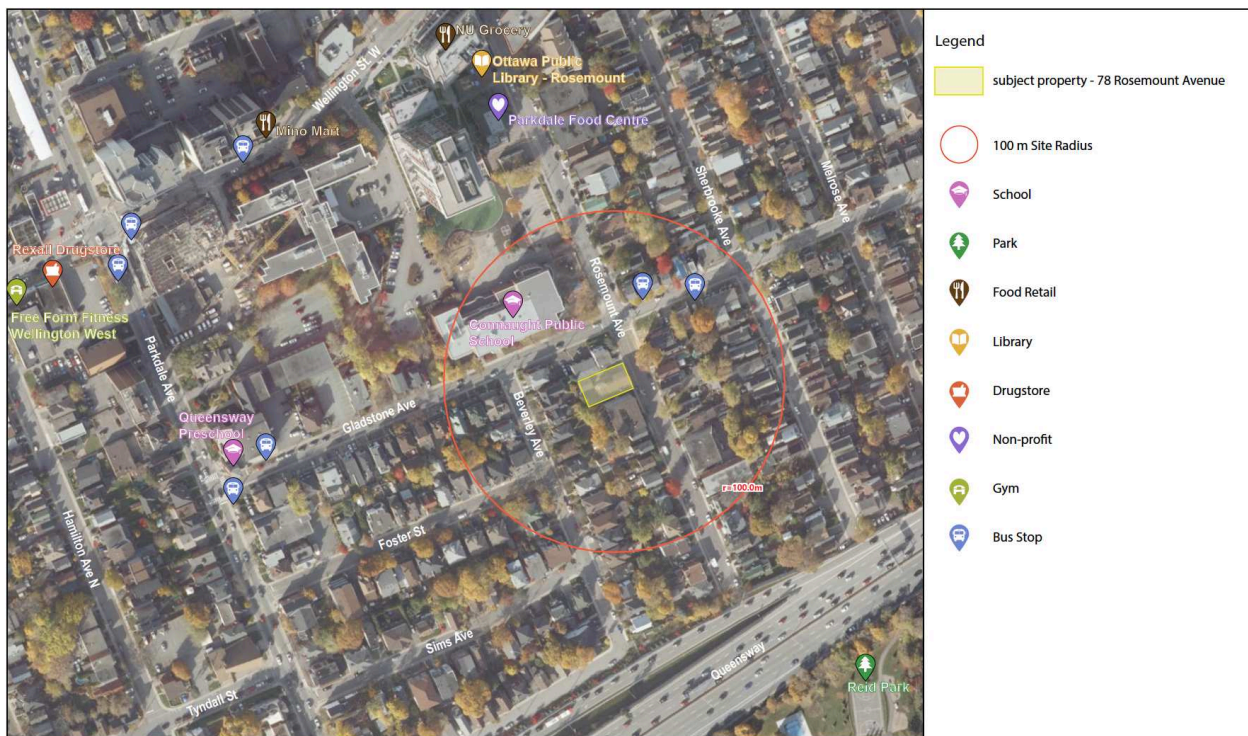 NU Grocery
Ottawa Public
Library - Rosemount
Wellington St. W
Parkdale Food Centre
Mino Mart
Melrose Ave
Sherbrooke Ave
Rexall Drugstore
Rosemount Ave
Free Form Fitness
Wellington West
Connaught Public
School
Parkdale Ave
Gladstone Ave
Beverley Ave
Queensway
Preschool
r=100.0m
Hamilton Ave N
Foster St
Sims Ave
Queensway
Reid Park
Tyndall St
Legend
subject property - 78 Rosemount Avenue
100 m Site Radius
School
Park
Food Retail
Library
Drugstore
Non-profit
Gym
Bus Stop